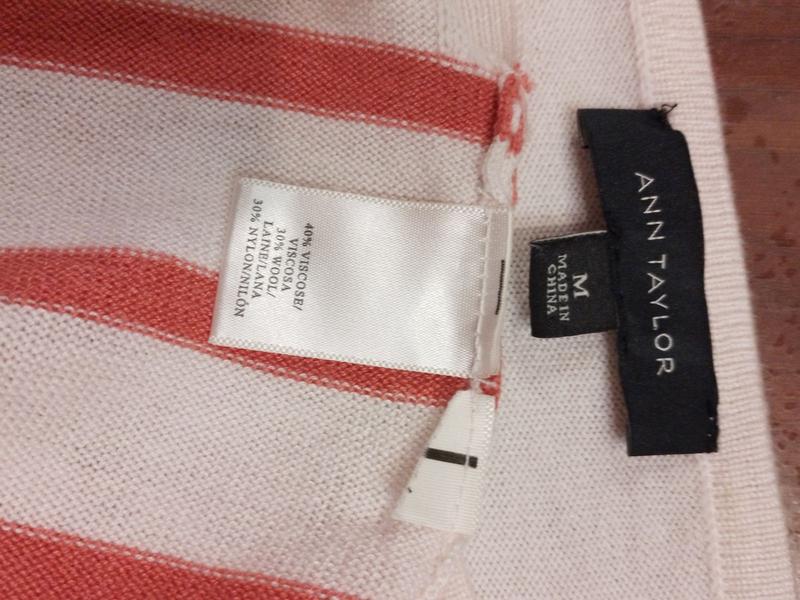 ANN TAYLOR
M
MADE IN
CHINA
40% VISCOSE/
VISCOSA
30% WOOL/
LAINE/LANA
30% NYLON/NILÓN